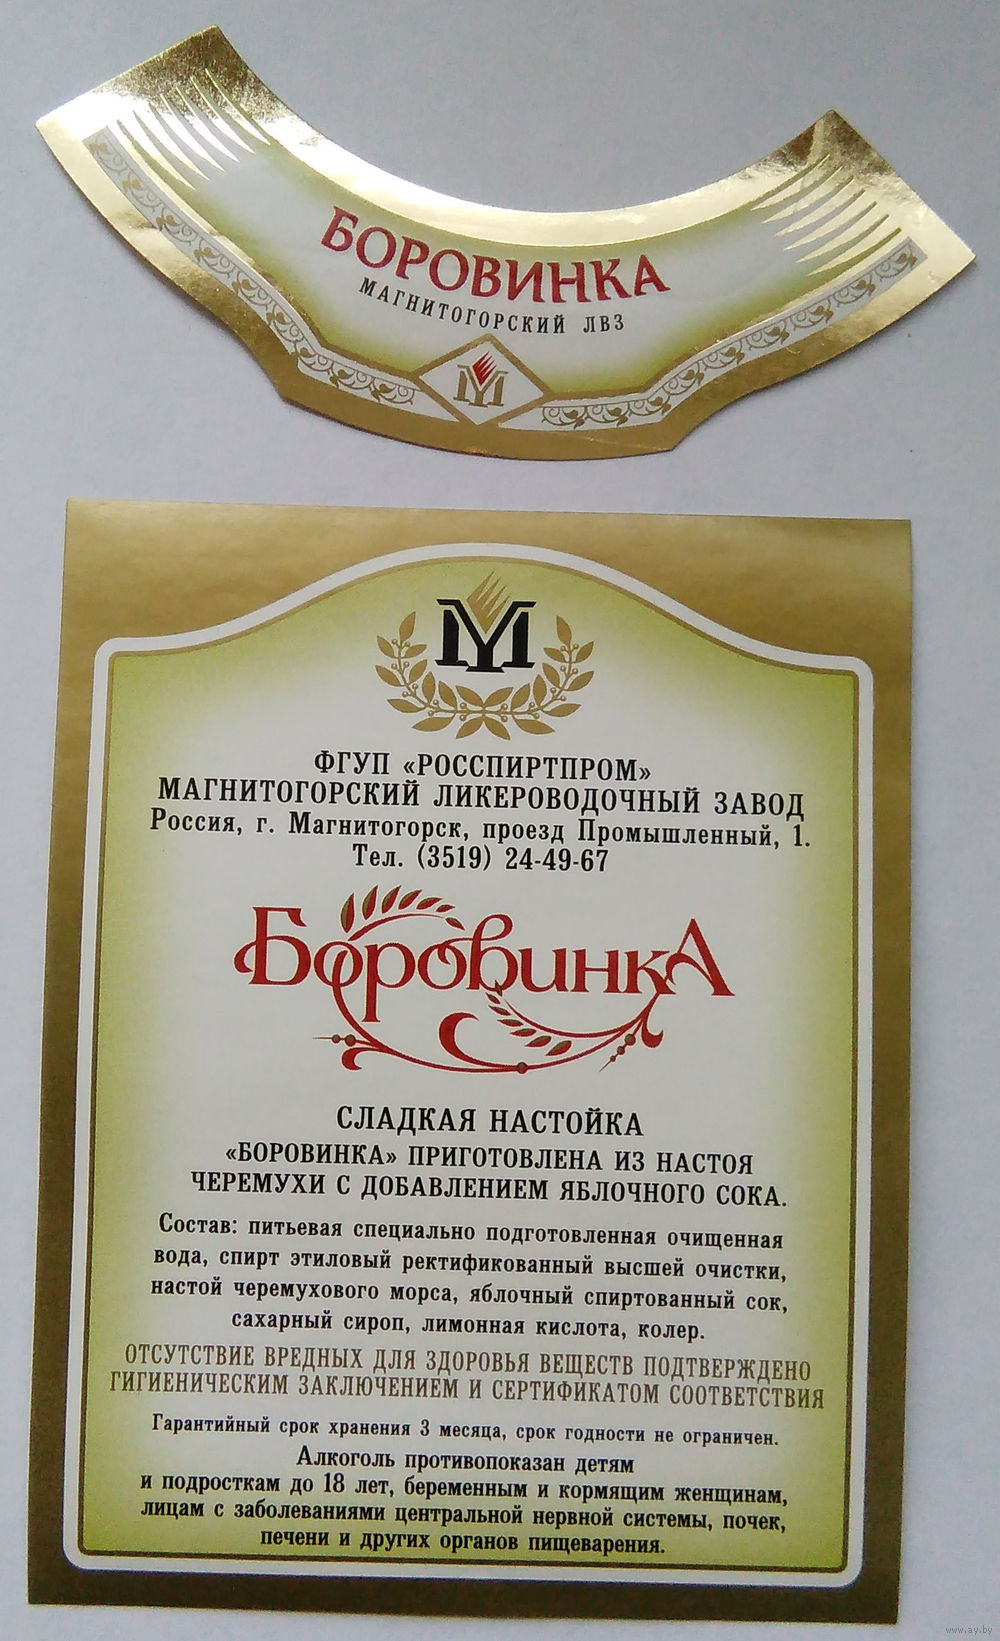 БОРОВИНКА
МАГНИТОГОРСКИЙ ЛВЗ
ФГУП «РОССПИРТПРОМ»
МАГНИТОГОРСКИЙ ЛИКЕРОВОДОЧНЫЙ ЗАВОД
Россия, г. Магнитогорск, проезд Промышленный, 1.
Тел. (3519) 24-49-67
БоровинкА
СЛАДКАЯ НАСТОЙКА
«БОРОВИНКА» ПРИГОТОВЛЕНА ИЗ НАСТОЯ
ЧЕРЕМУХИ С ДОБАВЛЕНИЕМ ЯБЛОЧНОГО СОКА.
Состав: питьевая специально подготовленная очищенная
вода, спирт этиловый ректификованный высшей очистки,
настой черемухового морса, яблочный спиртованный сок,
сахарный сироп, лимонная кислота, колер.
ОТСУТСТВИЕ ВРЕДНЫХ ДЛЯ ЗДОРОВЬЯ ВЕЩЕСТВ ПОДТВЕРЖДЕНО
ГИГИЕНИЧЕСКИМ ЗАКЛЮЧЕНИЕМ И СЕРТИФИКАТОМ СООТВЕТСТВИЯ
Гарантийный срок хранения 3 месяца, срок годности не ограничен.
Алкоголь противопоказан детям
и подросткам до 18 лет, беременным и кормящим женщинам,
лицам с заболеваниями центральной нервной системы, почек,
печени и других органов пищеварения.
www.ay.by